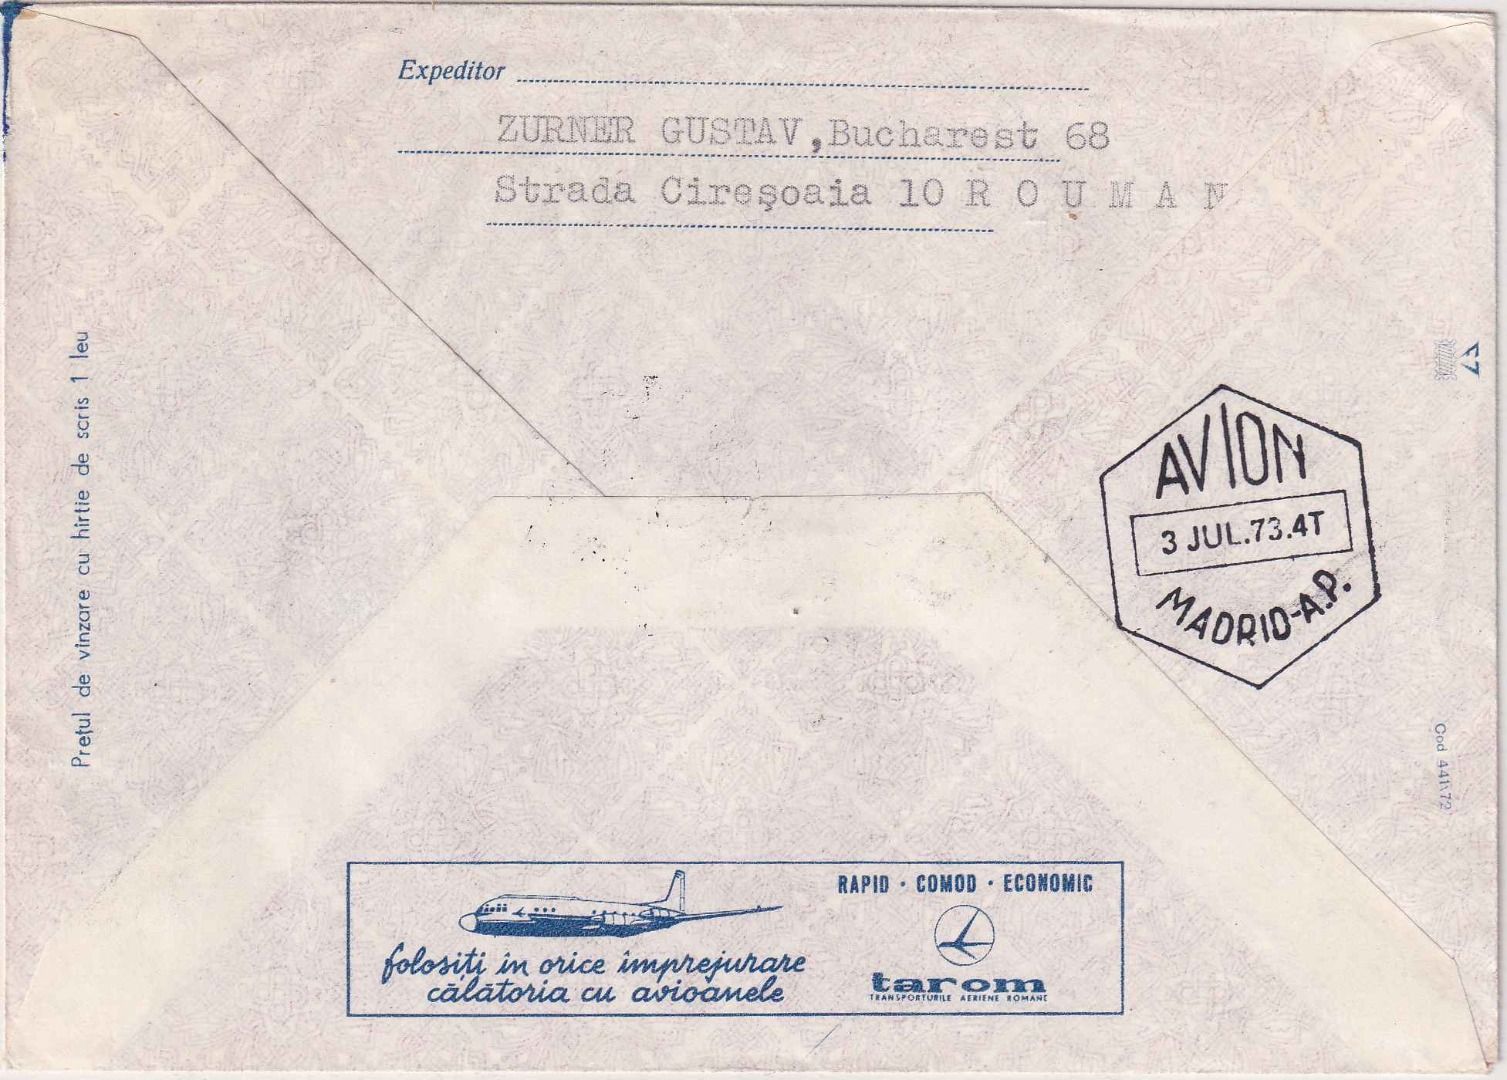 Expeditor
ZURNER GUSTAV, Bucharest 68
Strada Cireşoaia 10 R O U M A N
Prețul de vînzare cu hîrtie de scris 1 leu
AVION
3 JUL.73.4T
MADRID-A.P.
Cod 441\72
RAPID · COMOD · ECONOMIC
folosiți în orice împrejurare
călătoria cu avioanele
tarom
TRANSPORTURILE AERIENE ROMANE